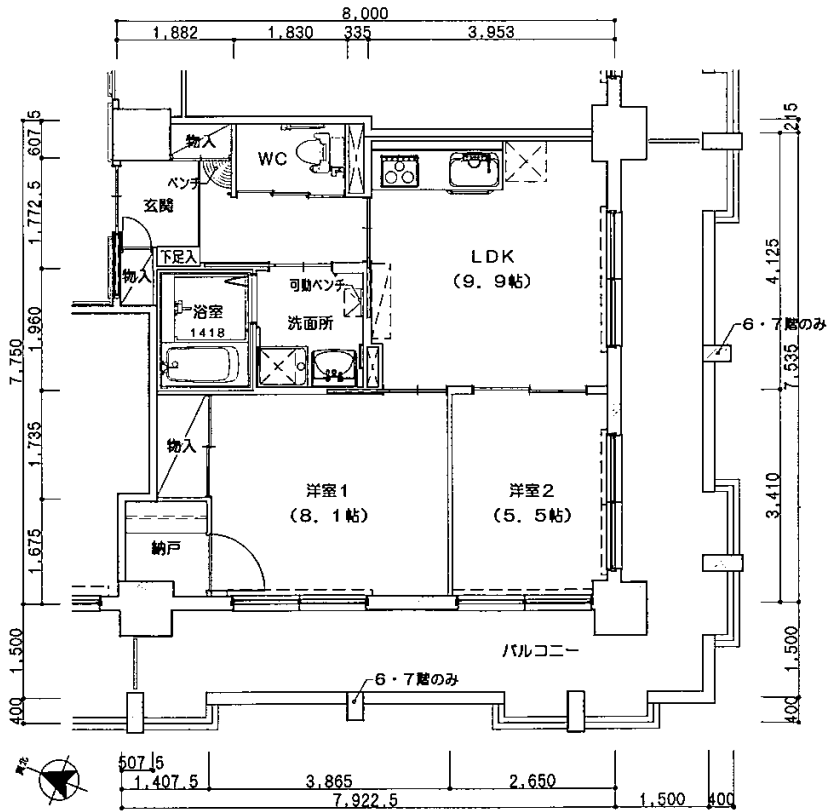 8,000
1,882
1,830
335
3,953
607.5
1,772.5
1,960
1,735
1,675
7,750
1,500
400
215
4,125
7,535
3,410
1,500
400
物入
WC
ベンチ
玄関
下足入
物入
LDK
(9.9帖)
可動ベンチ
浴室
1418
洗面所
6・7階のみ
物入
洋室1
(8.1帖)
洋室2
(5.5帖)
納戸
バルコニー
6・7階のみ
507.5
1,407.5
3,865
2,650
7,922.5
1,500
400